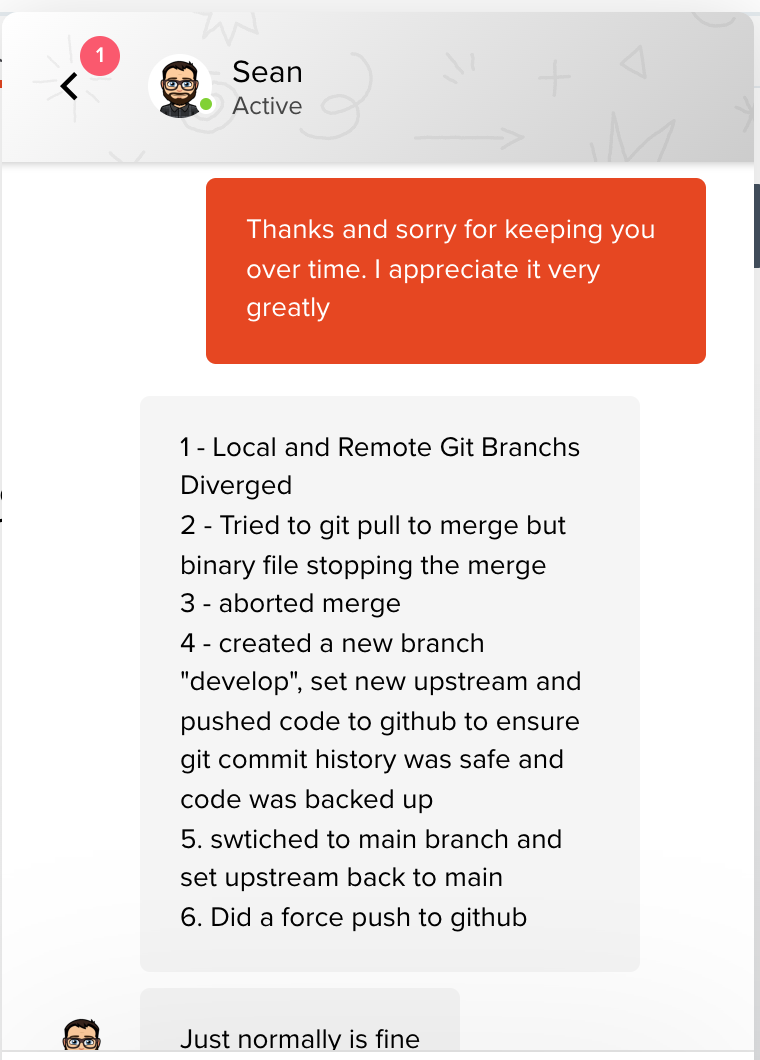 1
Sean
Active
Thanks and sorry for keeping you
over time. I appreciate it very
greatly
1 - Local and Remote Git Branchs
Diverged
2 - Tried to git pull to merge but
binary file stopping the merge
3 - aborted merge
4 - created a new branch
"develop", set new upstream and
pushed code to github to ensure
git commit history was safe and
code was backed up
5. swtiched to main branch and
set upstream back to main
6. Did a force push to github
Just normally is fine